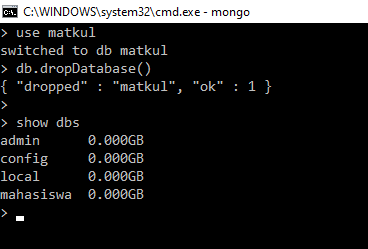 C:\WINDOWS\system32\cmd.exe - mongo
> use matkul
switched to db matkul
> db.dropDatabase()
{ "dropped" : "matkul", "ok" : 1 }
>
> show dbs
admin      0.000GB
config     0.000GB
local      0.000GB
mahasiswa  0.000GB
>